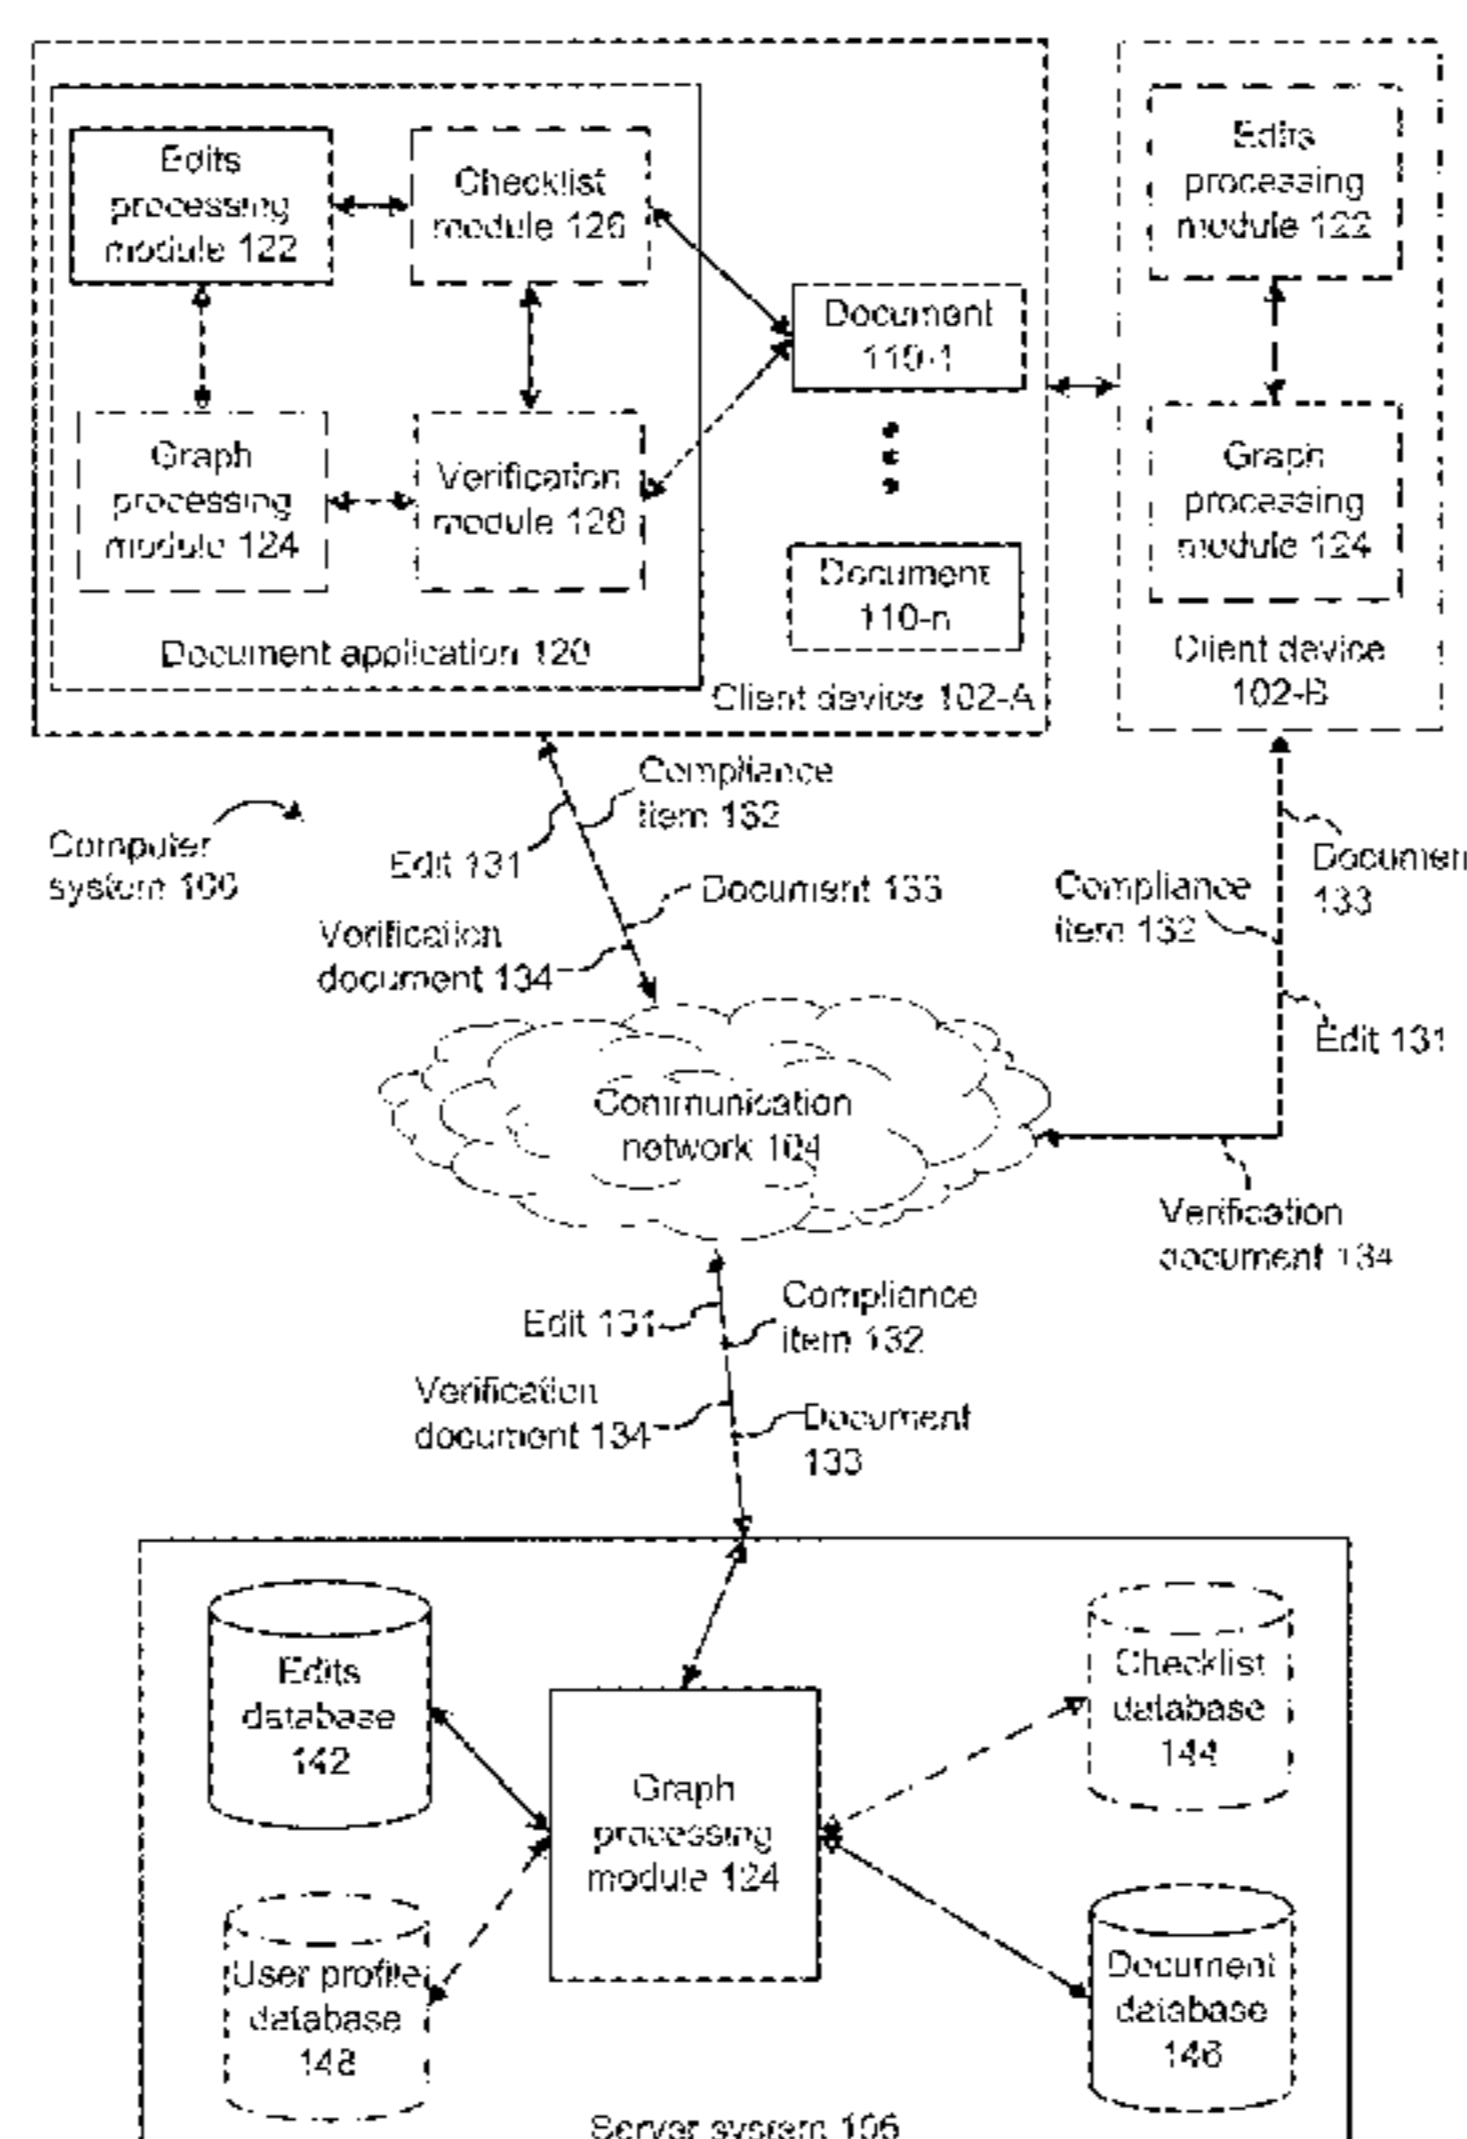 Edits
processing
module 122
Checklist
module 126
Document
110-1
Graph
processing
module 124
Verification
module 128
Document
110-n
Document application 120
Client device 102-A
Edits
processing
module 122
Graph
processing
module 124
Client device
102-B
Computer
system 100
Edit 131
Compliance
item 132
Document 133
Verification
document 134
Compliance
item 132
Documen
133
Edit 131
Communication
network 104
Verification
document 134
Edit 131
Compliance
item 132
Verification
document 134
Document
133
Edits
database
142
Checklist
database
144
Graph
processing
module 124
User profile
database
148
Document
database
146
Server system 106